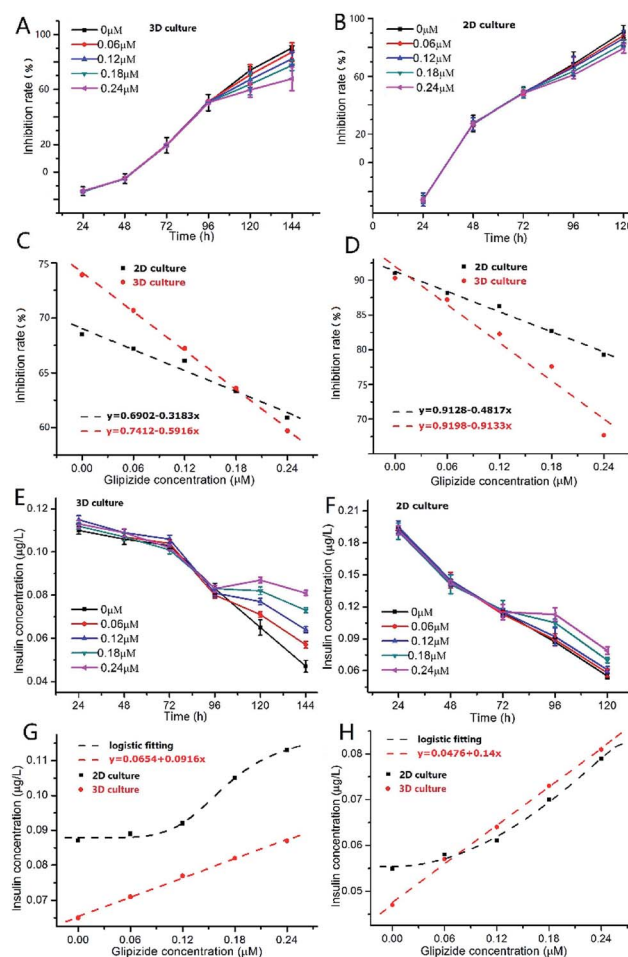 A
3D culture
0μM
0.06μM
0.12μM
0.18μM
0.24μM
Inhibition rate (%)
100
80
60
40
20
0
24 48 72 96 120 144
Time (h)
B
2D culture
0μM
0.06μM
0.12μM
0.18μM
0.24μM
Inhibition rate (%)
100
80
60
0
0 24 48 72 96 120
Time (h)
C
2D culture
3D culture
Inhibition rate (%)
75
70
65
60
y=0.6902-0.3183x
y=0.7412-0.5916x
0.00 0.06 0.12 0.18 0.24
Glipizide concentration (μM)
D
2D culture
3D culture
Inhibition rate (%)
90
85
80
75
70
y=0.9128-0.4817x
y=0.9198-0.9133x
0.00 0.06 0.12 0.18 0.24
Glipizide concentration (μM)
E
3D culture
Insulin concentration (μg/L)
0.12
0.10
0.08
0.06
0.04
0μM
0.06μM
0.12μM
0.18μM
0.24μM
24 48 72 96 120 144
Time (h)
F
2D culture
Insulin concentration (μg/L)
0.21
0.18
0.15
0.12
0.09
0.06
0μM
0.06μM
0.12μM
0.18μM
0.24μM
24 48 72 96 120
Time (h)
G
logistic fitting
y=0.0654+0.0916x
2D culture
3D culture
Insulin concentration (μg/L)
0.11
0.09
0.07
0.00 0.06 0.12 0.18 0.24
Glipizide concentration (μM)
H
logistic fitting
y=0.0476+0.14x
2D culture
3D culture
Insulin concentration (μg/L)
0.08
0.07
0.06
0.05
0.00 0.06 0.12 0.18 0.24
Glipizide concentration (μM)